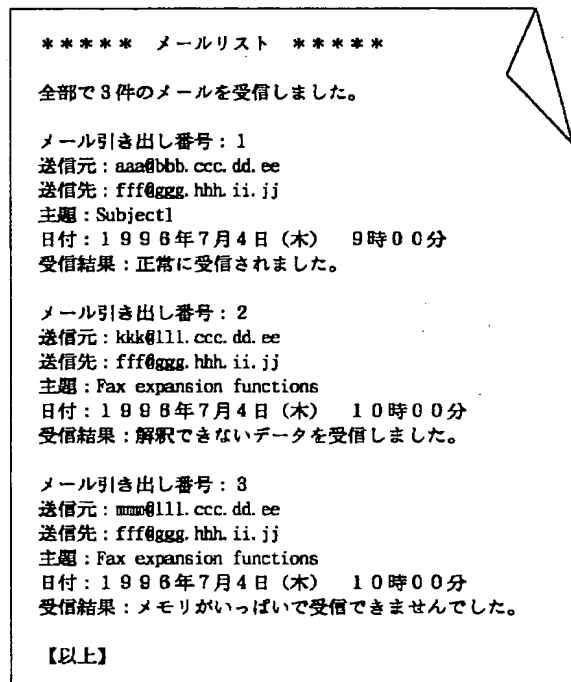 ＊＊＊＊＊　メールリスト　＊＊＊＊＊
全部で3件のメールを受信しました。
メール引き出し番号：1
送信元：aaa@bbb.ccc.dd.ee
送信先：fff@ggg.hhh.ii.jj
主題：Subject1
日付：１９９６年7月4日（木）　9時００分
受信結果：正常に受信されました。
メール引き出し番号：2
送信元：kkk@lll.ccc.dd.ee
送信先：fff@ggg.hhh.ii.jj
主題：Fax expansion functions
日付：１９９６年7月4日（木）　１０時００分
受信結果：解釈できないデータを受信しました。
メール引き出し番号：3
送信元：mmm@lll.ccc.dd.ee
送信先：fff@ggg.hhh.ii.jj
主題：Fax expansion functions
日付：１９９６年7月4日（木）　１０時００分
受信結果：メモリがいっぱいで受信できませんでした。
【以上】